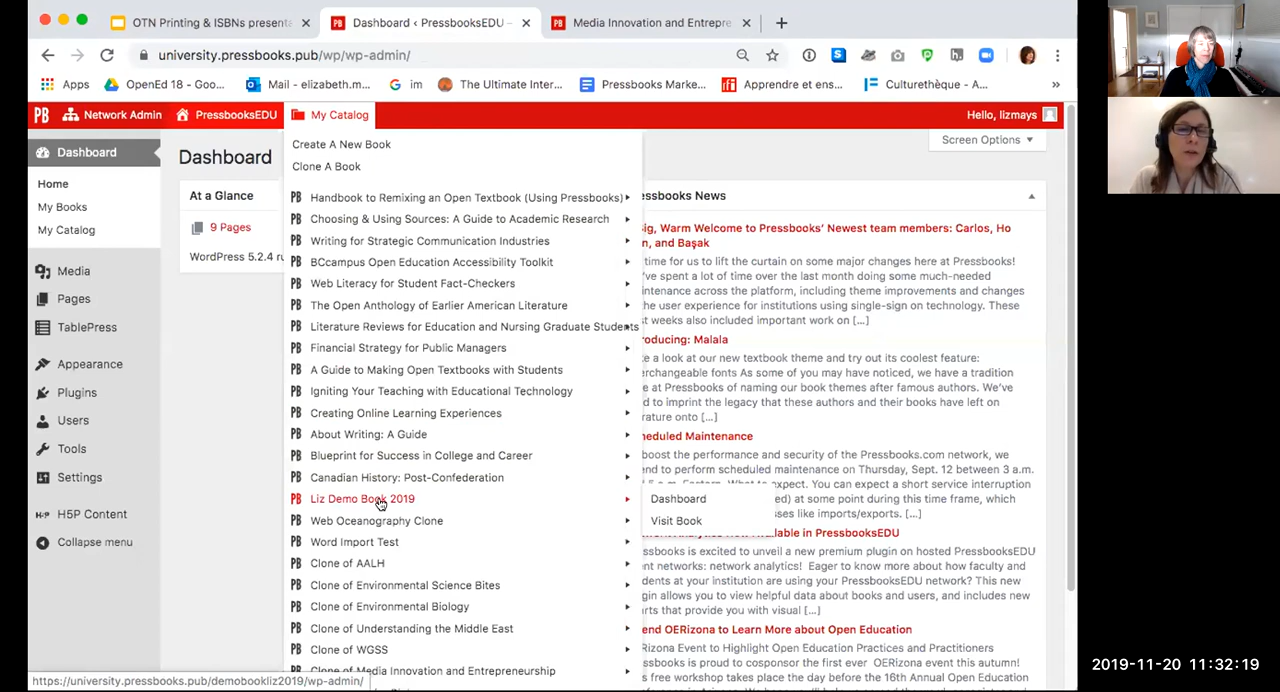 OTN Printing & ISBNs presenta
Dashboard ‹ PressbooksEDU –
Media Innovation and Entrepre
university.pressbooks.pub/wp/wp-admin/
Apps
OpenEd 18 - Goo...
Mail - elizabeth.m...
im
The Ultimate Inter...
Pressbooks Marke...
Apprendre et ens...
Culturethèque - A...
»
Network Admin
PressbooksEDU
My Catalog
Hello, lizmays
Dashboard
Home
My Books
My Catalog
Media
Pages
TablePress
Appearance
Plugins
Users
Tools
Settings
H5P Content
Collapse menu
Dashboard
At a Glance
9 Pages
WordPress 5.2.4 ru
Create A New Book
Clone A Book
Handbook to Remixing an Open Textbook (Using Pressbooks)
Choosing & Using Sources: A Guide to Academic Research
Writing for Strategic Communication Industries
BCcampus Open Education Accessibility Toolkit
Web Literacy for Student Fact-Checkers
The Open Anthology of Earlier American Literature
Literature Reviews for Education and Nursing Graduate Students
Financial Strategy for Public Managers
A Guide to Making Open Textbooks with Students
Igniting Your Teaching with Educational Technology
Creating Online Learning Experiences
About Writing: A Guide
Blueprint for Success in College and Career
Canadian History: Post-Confederation
Liz Demo Book 2019
Web Oceanography Clone
Word Import Test
Clone of AALH
Clone of Environmental Science Bites
Clone of Environmental Biology
Clone of Understanding the Middle East
Clone of WGSS
Clone of Media Innovation and Entrepreneurship
Dashboard
Visit Book
Screen Options
essbooks News
ig, Warm Welcome to Pressbooks' Newest team members: Carlos, Ho
n, and Başak
time for us to lift the curtain on some major changes here at Pressbooks!
've spent a lot of time over the last month doing some much-needed
intenance across the platform, including theme improvements and changes
the user experience for institutions using single-sign on technology. These
st weeks also included important work on [...]
roducing: Malala
e a look at our new textbook theme and try out its coolest feature:
erchangeable fonts As some of you may have noticed, we have a tradition
e at Pressbooks of naming our book themes after famous authors. We've
d to imprint the legacy that these authors and their books have left on
erature onto [...]
heduled Maintenance
boost the performance and security of the Pressbooks.com network, we
end to perform scheduled maintenance on Thursday, Sept. 12 between 3 a.m.
5 a.m. Eastern. What to expect. You can expect a short service interruption
ected) at some point during this time frame, which
rcises like imports/exports. [...]
twork Analytics Now Available in PressbooksEDU
ssbooks is excited to unveil a new premium plugin on hosted PressbooksEDU
ent networks: network analytics! Eager to know more about how faculty and
dents at your institution are using your PressbooksEDU network? This new
gin allows you to view helpful data about books and users, and includes new
rts that provide you with visual [...]
end OERizona to Learn More about Open Education
Rizona Event to Highlight Open Education Practices and Practitioners
ssbooks is proud to cosponsor the first ever OERizona event this autumn!
s free workshop takes place the day before the 16th Annual Open Education
https://university.pressbooks.pub/demobookliz2019/wp-admin/
2019-11-20 11:32:19